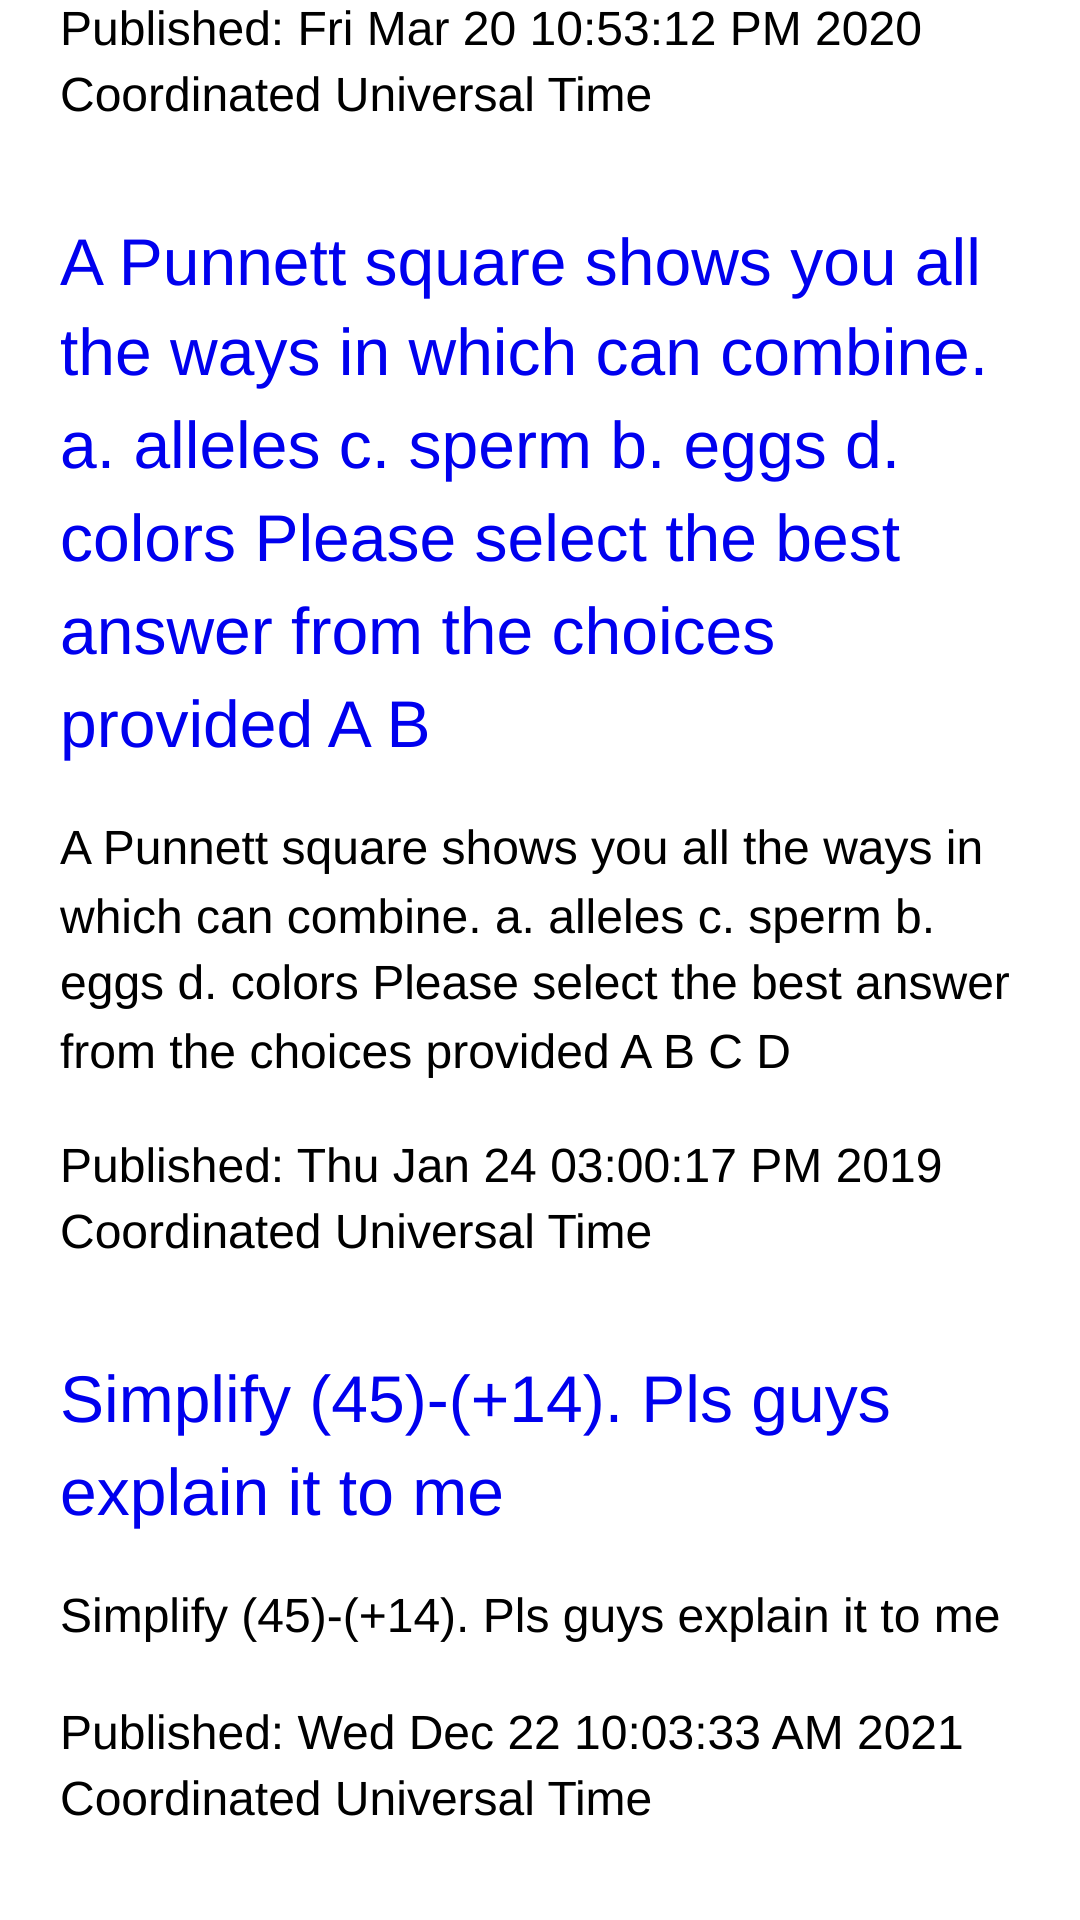 Published: Fri Mar 20 10:53:12 PM 2020
Coordinated Universal Time
A Punnett square shows you all
the ways in which can combine.
a. alleles c. sperm b. eggs d.
colors Please select the best
answer from the choices
provided A B
A Punnett square shows you all the ways in
which can combine. a. alleles c. sperm b.
eggs d. colors Please select the best answer
from the choices provided A B C D
Published: Thu Jan 24 03:00:17 PM 2019
Coordinated Universal Time
Simplify (45)-(+14). Pls guys
explain it to me
Simplify (45)-(+14). Pls guys explain it to me
Published: Wed Dec 22 10:03:33 AM 2021
Coordinated Universal Time